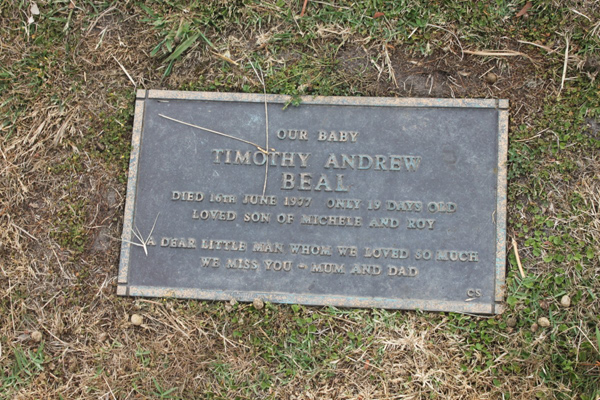 OUR BABY
TIMOTHY ANDREW
BEAL
DIED 16TH JUNE 1977 ONLY 19 DAYS OLD
LOVED SON OF MICHELE AND ROY
A DEAR LITTLE MAN WHOM WE LOVED SO MUCH
WE MISS YOU - MUM AND DAD
CS